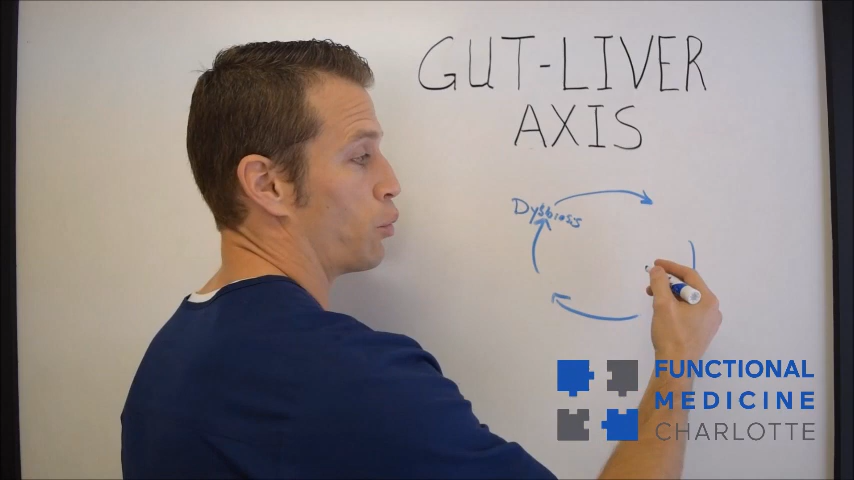 GUT-LIVER
AXIS
Dysbiosis
FUNCTIONAL
MEDICINE
CHARLOTTE